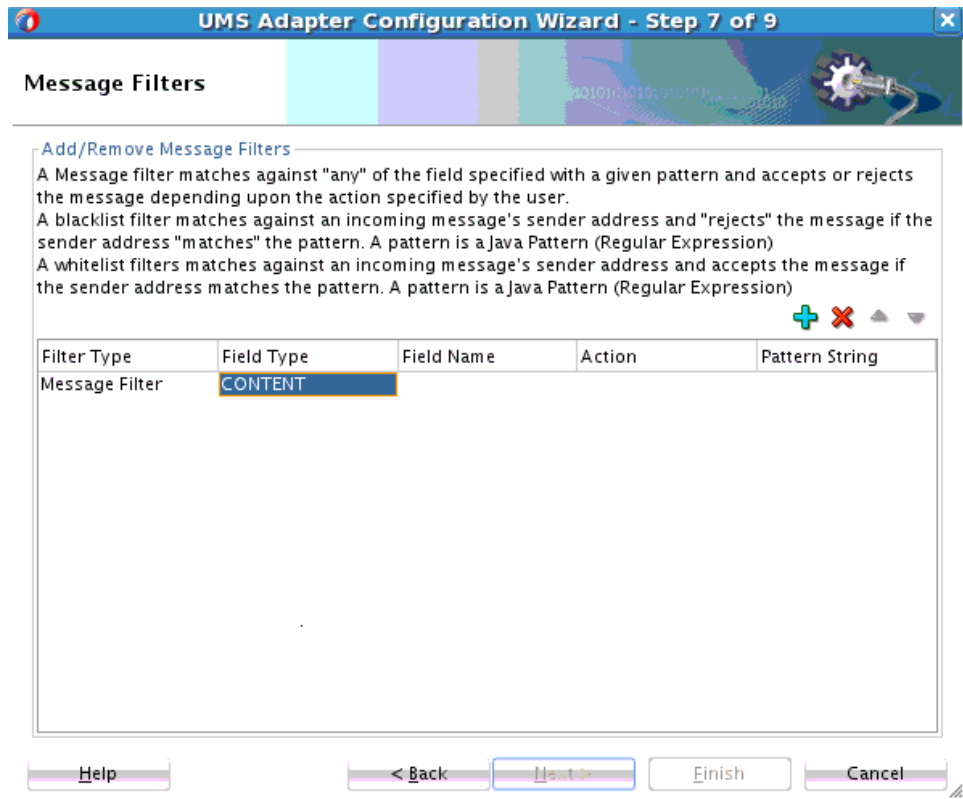 UMS Adapter Configuration Wizard - Step 7 of 9
Message Filters
Add/Remove Message Filters
A Message filter matches against "any" of the field specified with a given pattern and accepts or rejects
the message depending upon the action specified by the user.
A blacklist filter matches against an incoming message's sender address and "rejects" the message if the
sender address "matches" the pattern. A pattern is a Java Pattern (Regular Expression)
A whitelist filters matches against an incoming message's sender address and accepts the message if
the sender address matches the pattern. A pattern is a Java Pattern (Regular Expression)
Filter Type Field Type Field Name Action Pattern String
Message Filter CONTENT
Help < Back Next > Finish Cancel